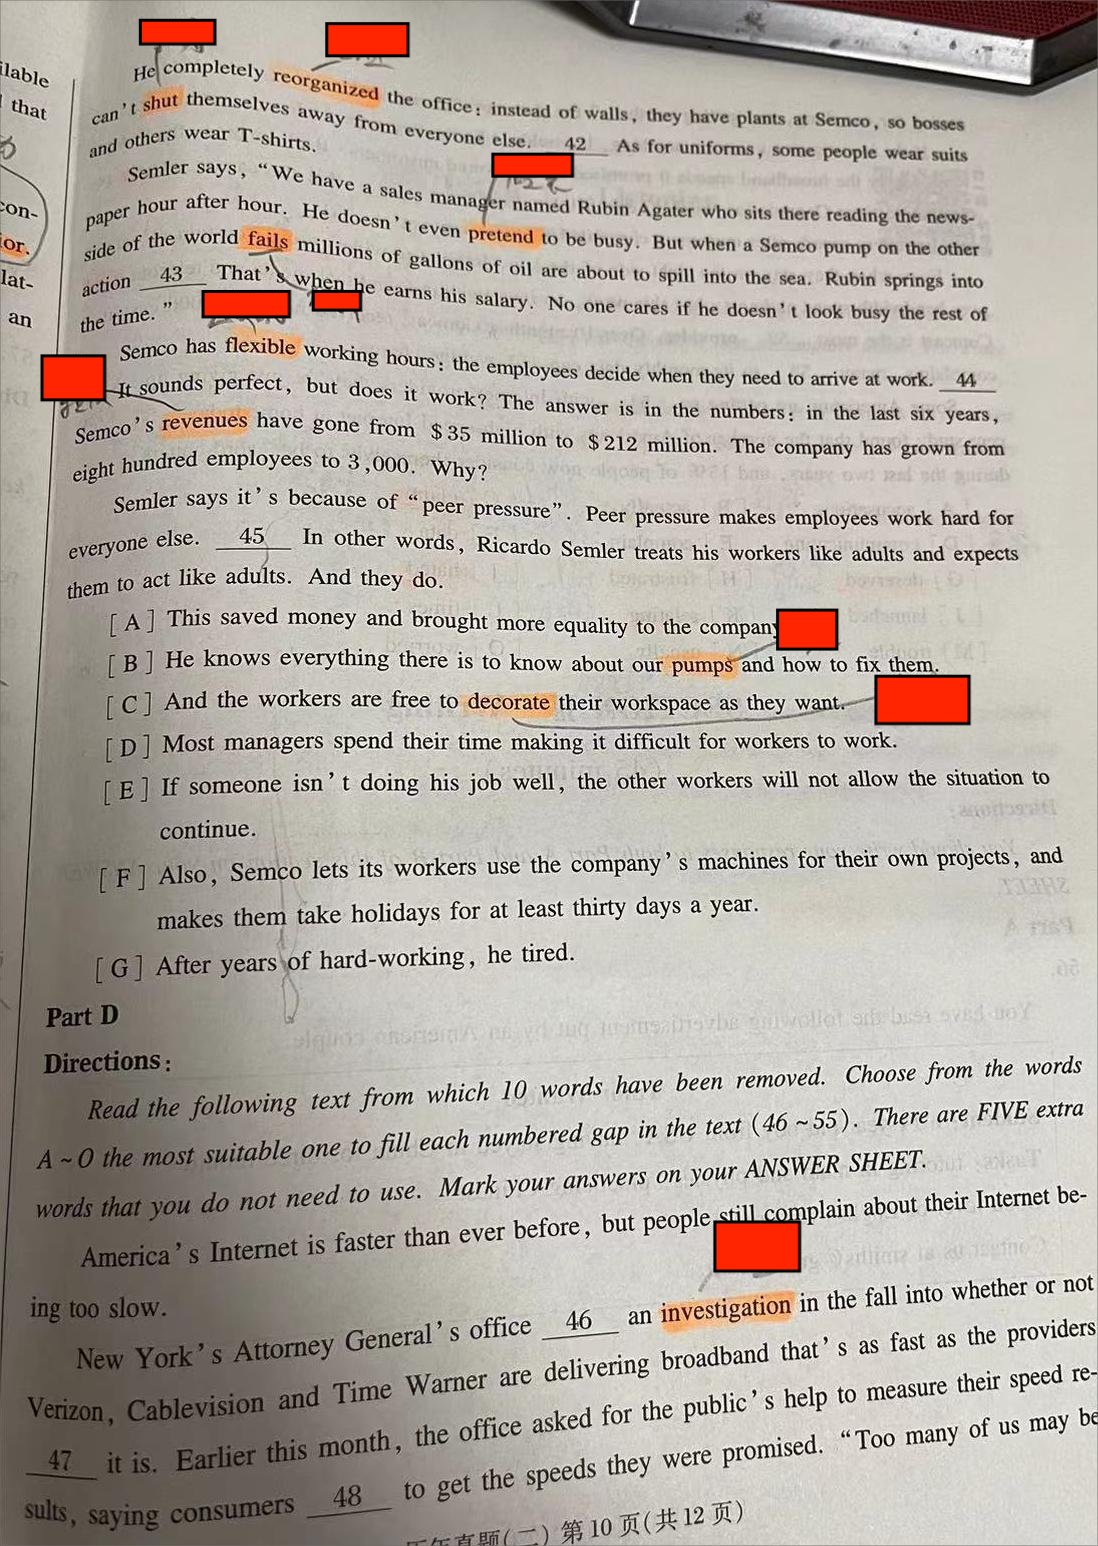 ilable
that
con-
ior.
lat-
an
He completely reorganized the office: instead of walls, they have plants at Semco, so bosses
can't shut themselves away from everyone else. 42 As for uniforms, some people wear suits
and others wear T-shirts.
Semler says, "We have a sales manager named Rubin Agater who sits there reading the news-
paper hour after hour. He doesn't even pretend to be busy. But when a Semco pump on the other
side of the world fails millions of gallons of oil are about to spill into the sea. Rubin springs into
action 43 That's when he earns his salary. No one cares if he doesn't look busy the rest of
the time."
Semco has flexible working hours: the employees decide when they need to arrive at work. 44
It sounds perfect, but does it work? The answer is in the numbers: in the last six years,
Semco's revenues have gone from $35 million to $212 million. The company has grown from
eight hundred employees to 3,000. Why?
Semler says it's because of "peer pressure". Peer pressure makes employees work hard for
everyone else. 45 In other words, Ricardo Semler treats his workers like adults and expects
them to act like adults. And they do.
[A] This saved money and brought more equality to the company
[B] He knows everything there is to know about our pumps and how to fix them.
[C] And the workers are free to decorate their workspace as they want.
[D] Most managers spend their time making it difficult for workers to work.
[E] If someone isn't doing his job well, the other workers will not allow the situation to
continue.
[F] Also, Semco lets its workers use the company's machines for their own projects, and
makes them take holidays for at least thirty days a year.
[G] After years of hard-working, he tired.
Part D
Directions:
Read the following text from which 10 words have been removed. Choose from the words
A~O the most suitable one to fill each numbered gap in the text (46~55). There are FIVE extra
words that you do not need to use. Mark your answers on your ANSWER SHEET.
America's Internet is faster than ever before, but people still complain about their Internet be-
ing too slow.
New York's Attorney General's office 46 an investigation in the fall into whether or not
Verizon, Cablevision and Time Warner are delivering broadband that's as fast as the providers
47 it is. Earlier this month, the office asked for the public's help to measure their speed re-
sults, saying consumers 48 to get the speeds they were promised. "Too many of us may be
真题(二) 第10页(共12页)